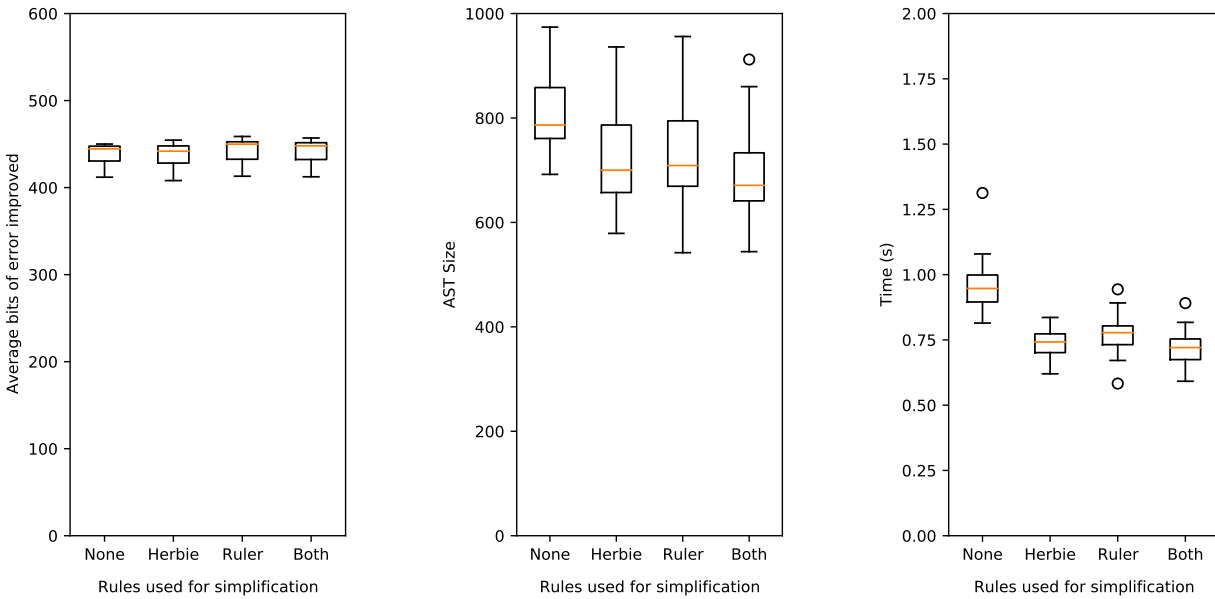 Average bits of error improved
600
500
400
300
200
100
0
None Herbie Ruler Both
Rules used for simplification
AST Size
1000
800
600
400
200
0
None Herbie Ruler Both
Rules used for simplification
Time (s)
2.00
1.75
1.50
1.25
1.00
0.75
0.50
0.25
0.00
None Herbie Ruler Both
Rules used for simplification